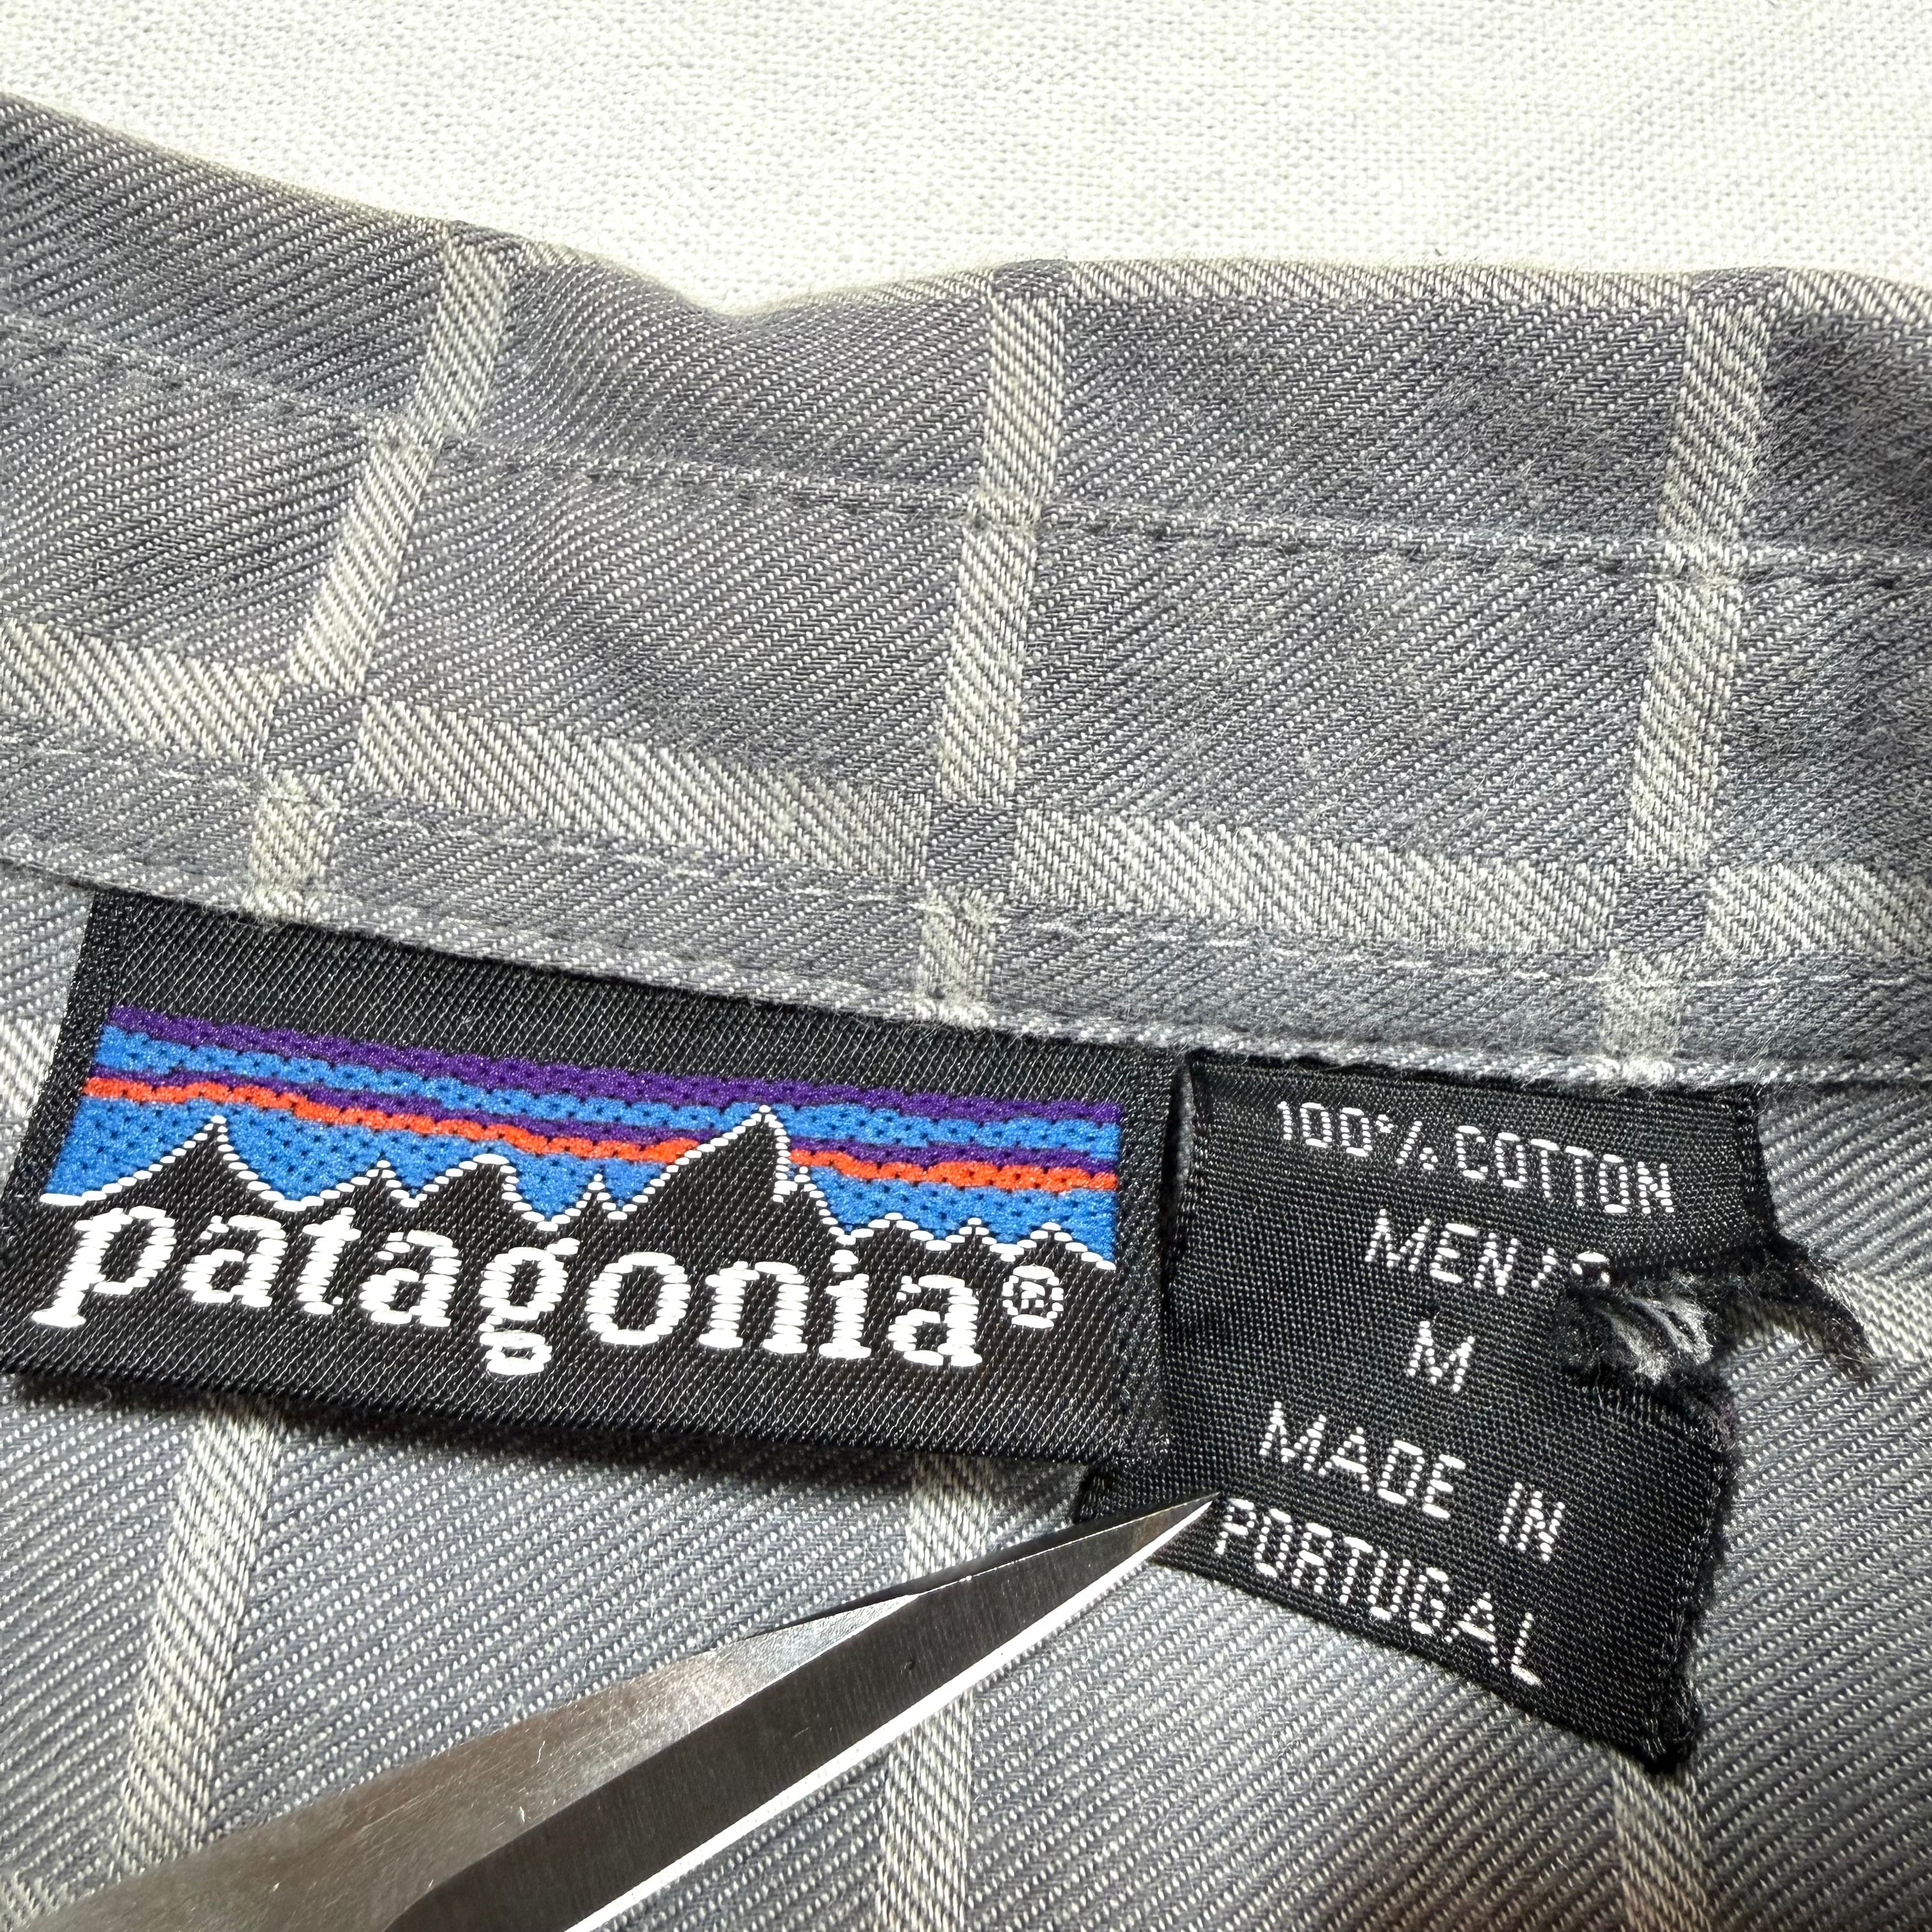 patagonia®
100% COTTON
MEN'S
M
MADE IN
PORTUGAL